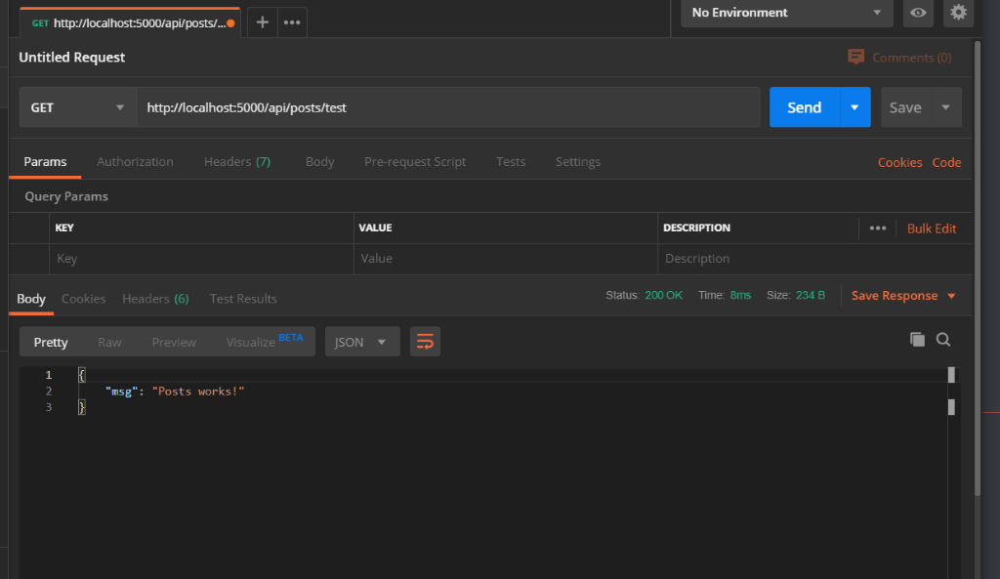 GET http://localhost:5000/api/posts/... + ••• No Environment
Untitled Request Comments (0)
GET http://localhost:5000/api/posts/test Send Save
Params Authorization Headers (7) Body Pre-request Script Tests Settings Cookies Code
Query Params
KEY VALUE DESCRIPTION ••• Bulk Edit
Key Value Description
Body Cookies Headers (6) Test Results Status: 200 OK Time: 8ms Size: 234 B Save Response
Pretty Raw Preview Visualize BETA JSON
1 {
2 "msg": "Posts works!"
3 }